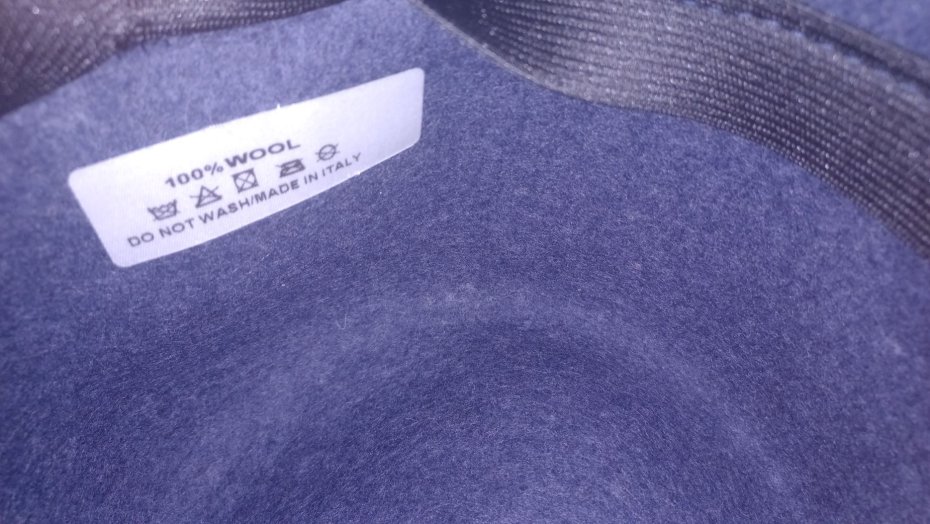 100% WOOL
DO NOT WASH/MADE IN ITALY